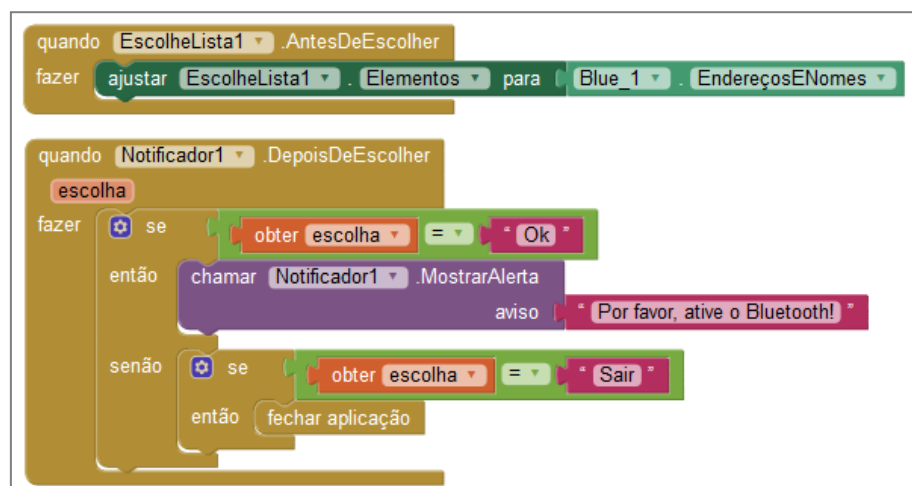 quando EscolheLista1 .AntesDeEscolher
fazer ajustar EscolheLista1 . Elementos para Blue_1 . EndereçosENomes
quando Notificador1 .DepoisDeEscolher
escolha
fazer se obter escolha = " Ok "
então chamar Notificador1 .MostrarAlerta
aviso " Por favor, ative o Bluetooth! "
senão se obter escolha = " Sair "
então fechar aplicação